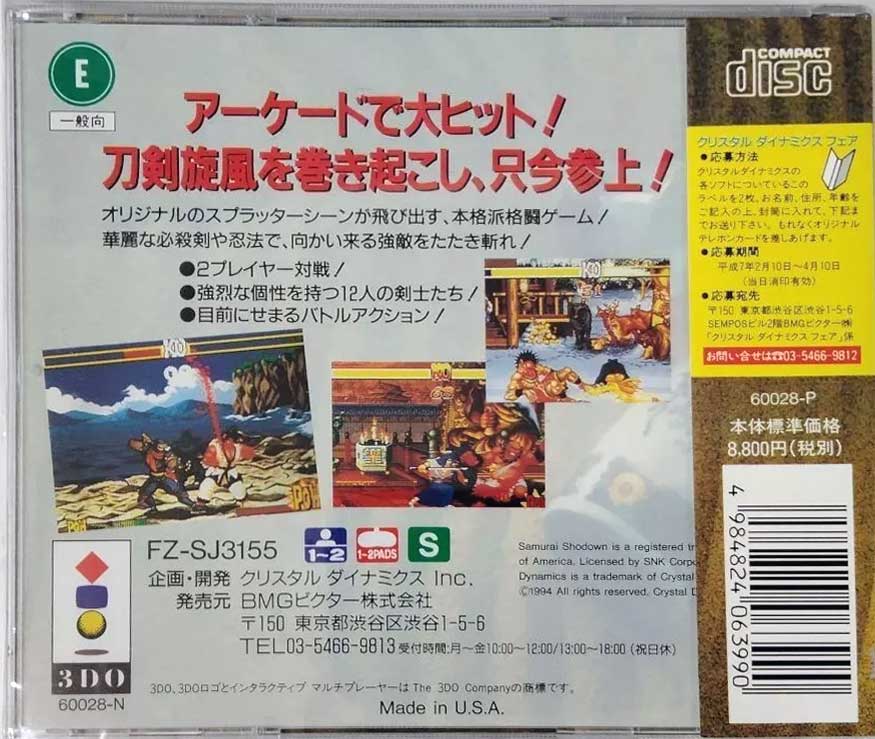 E
一般向
アーケードで大ヒット!
刀剣旋風を巻き起こし、只今参上!
オリジナルのスプラッターシーンが飛び出す、本格派格闘ゲーム!
華麗な必殺剣や忍法で、向かい来る強敵をたたき斬れ!
●2プレイヤー対戦!
●強烈な個性を持つ12人の剣士たち!
●目前にせまるバトルアクション!
FZ-SJ3155
1~2
1~2PADS
S
企画・開発 クリスタル ダイナミクス Inc.
発売元 BMGビクター株式会社
〒150 東京都渋谷区渋谷1-5-6
TEL03-5466-9813 受付時間:月〜金10:00〜12:00/13:00〜18:00 (祝日休)
Samurai Shodown is a registered tr
of America. Licensed by SNK Corpo
Dynamics is a trademark of Crystal
©1994 All rights reserved. Crystal D
3DO
60028-N
3DO、3DOロゴとインタラクティブ マルチプレーヤーは The 3DO Companyの商標です。
Made in U.S.A.
COMPACT
disc
クリスタル ダイナミクス フェア
●応募方法
クリスタルダイナミクスの
各ソフトについているこの
ラベルを2枚、お名前、住所、年齢を
ご記入の上、封筒に入れて、下記ま
でお送り下さい。もれなくオリジナル
テレホンカードを差しあげます。
●応募期間
平成7年2月10日〜4月10日
(当日消印有効)
●応募宛先
〒150 東京都渋谷区渋谷1-5-6
SEMPOSビル2階BMGビクター㈱
「クリスタル ダイナミクス フェア」係
お問い合せは☎03-5466-9812
60028-P
本体標準価格
8,800円(税別)
4 984824 063990